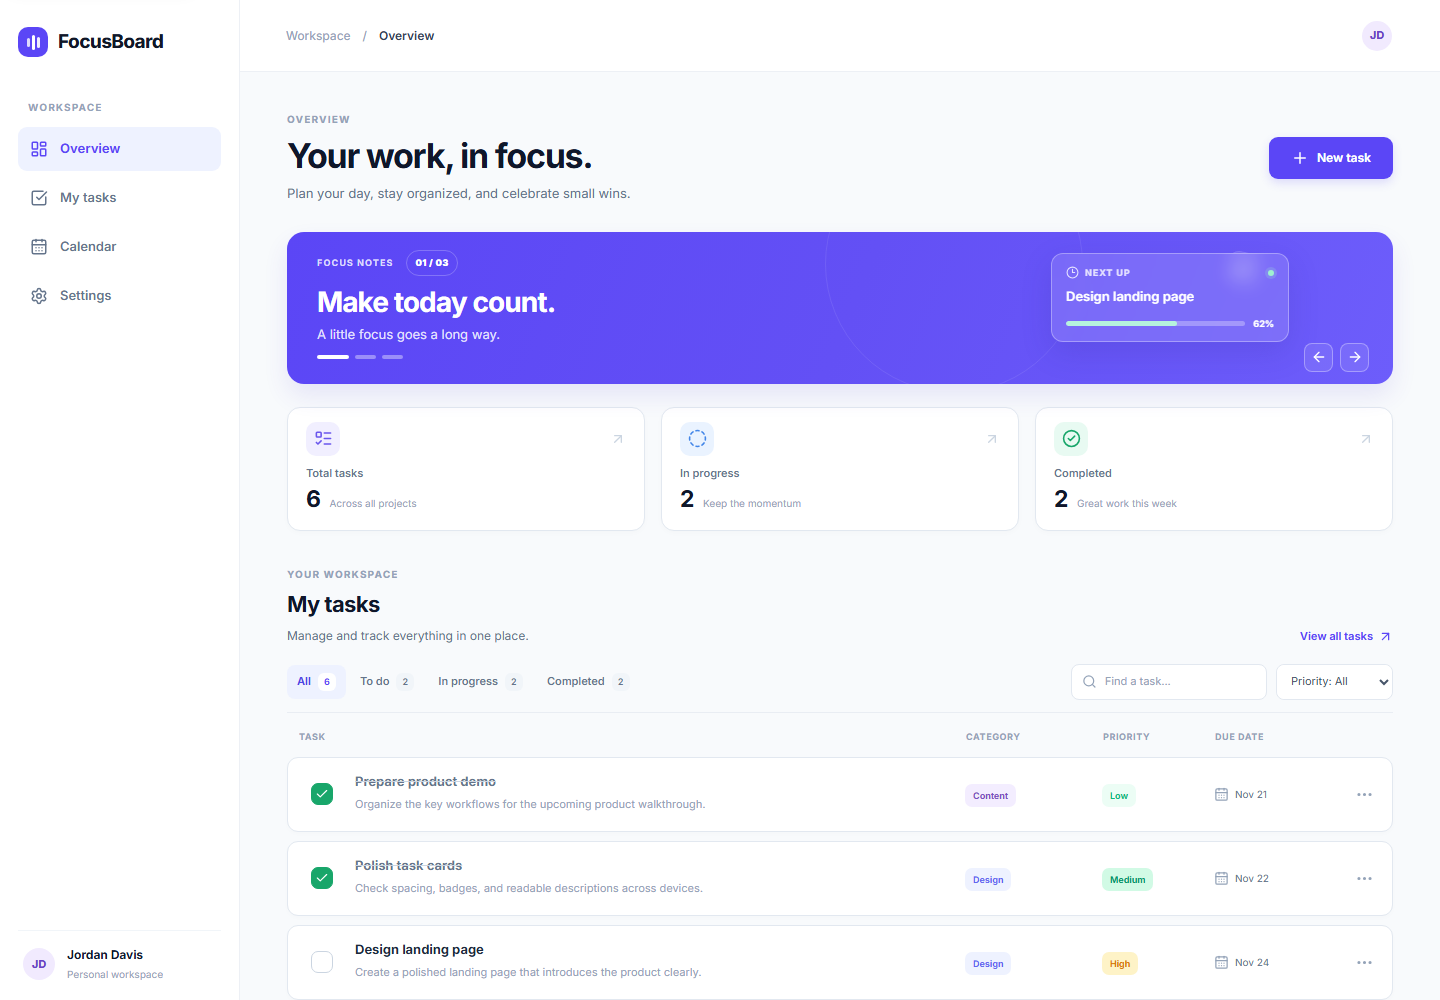 FocusBoard
WORKSPACE
Overview
My tasks
Calendar
Settings
Jordan Davis
JD
Personal workspace
Workspace / Overview
JD
OVERVIEW
Your work, in focus.
Plan your day, stay organized, and celebrate small wins.
New task
FOCUS NOTES 01 / 03
Make today count.
A little focus goes a long way.
NEXT UP
Design landing page
62%
Total tasks
6 Across all projects
In progress
2 Keep the momentum
Completed
2 Great work this week
YOUR WORKSPACE
My tasks
Manage and track everything in one place.
View all tasks
All 6 To do 2 In progress 2 Completed 2
Find a task...
Priority: All
TASK CATEGORY PRIORITY DUE DATE
Prepare product demo
Organize the key workflows for the upcoming product walkthrough.
Content Low Nov 21
Polish task cards
Check spacing, badges, and readable descriptions across devices.
Design Medium Nov 22
Design landing page
Create a polished landing page that introduces the product clearly.
Design High Nov 24